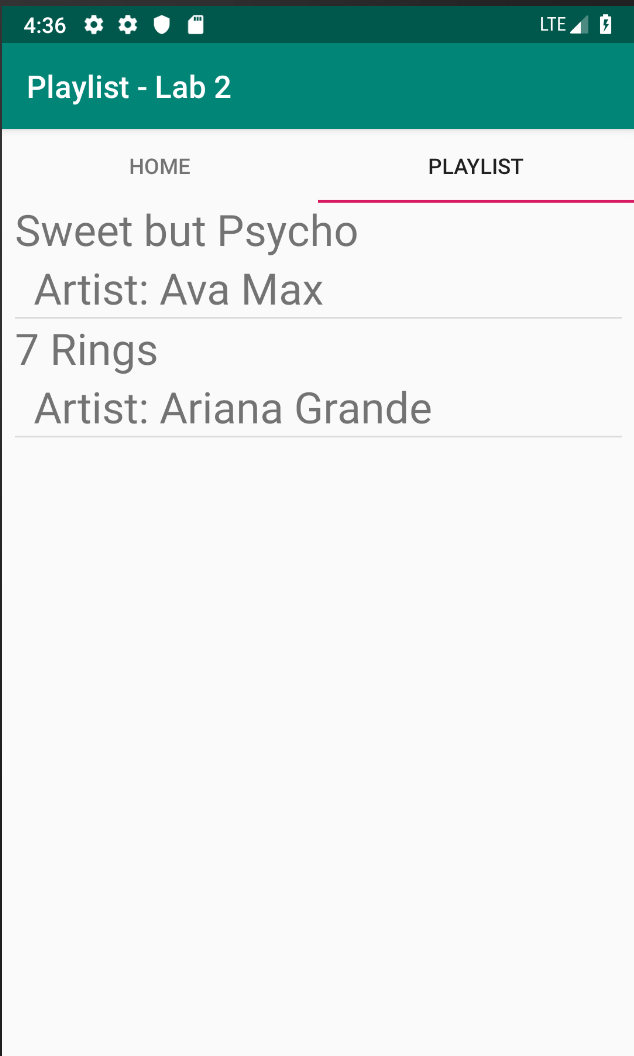 4:36 LTE
Playlist - Lab 2
HOME PLAYLIST
Sweet but Psycho
Artist: Ava Max
7 Rings
Artist: Ariana Grande